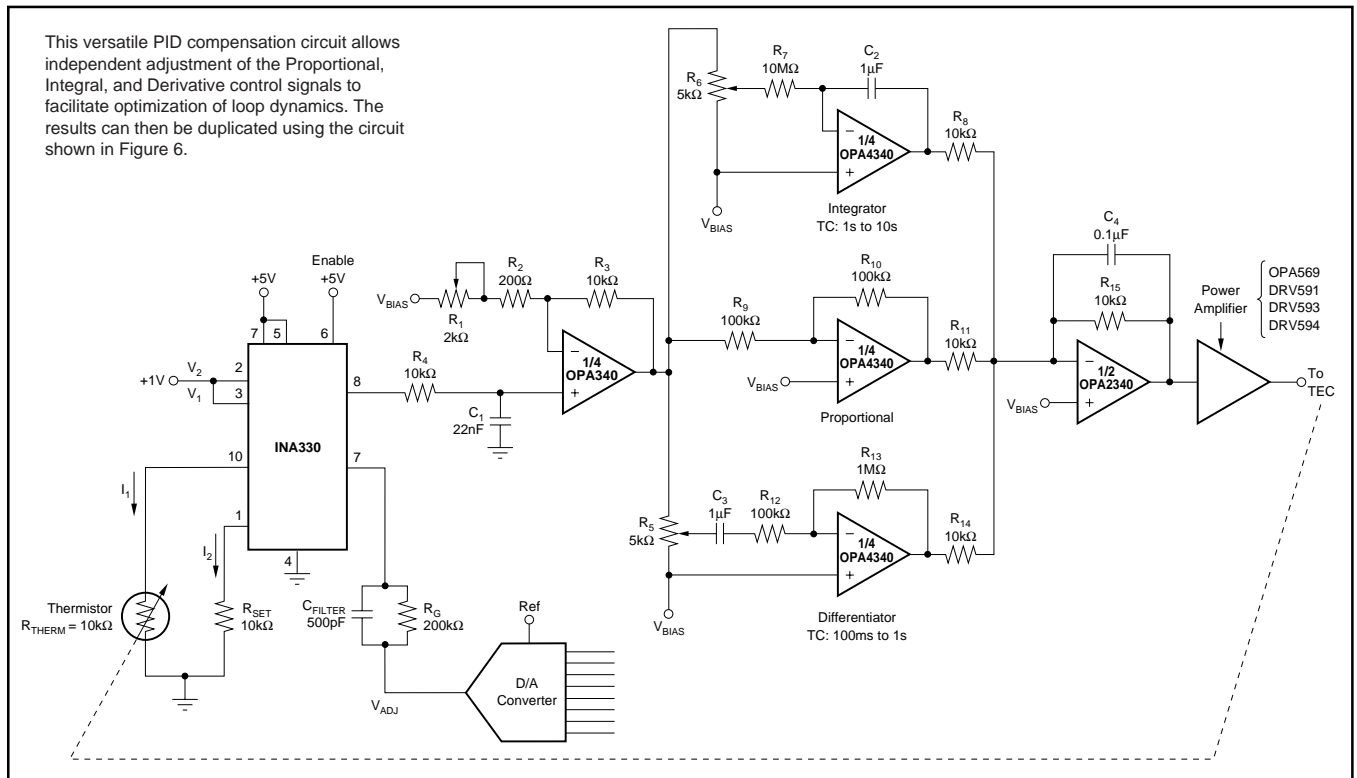 This versatile PID compensation circuit allows
independent adjustment of the Proportional,
Integral, and Derivative control signals to
facilitate optimization of loop dynamics. The
results can then be duplicated using the circuit
shown in Figure 6.
R6
5kΩ
R7
10MΩ
C2
1µF
1/4
OPA4340
R8
10kΩ
VBIAS
Integrator
TC: 1s to 10s
+5V
Enable
+5V
7
5
6
+1V
V2
V1
2
3
8
INA330
10
7
1
4
I1
I2
VBIAS
R1
2kΩ
R2
200Ω
R3
10kΩ
R4
10kΩ
C1
22nF
1/4
OPA340
R9
100kΩ
R10
100kΩ
1/4
OPA4340
VBIAS
Proportional
R11
10kΩ
C4
0.1µF
R15
10kΩ
1/2
OPA2340
VBIAS
Power
Amplifier
OPA569
DRV591
DRV593
DRV594
To
TEC
R5
5kΩ
C3
1µF
R12
100kΩ
R13
1MΩ
1/4
OPA4340
R14
10kΩ
VBIAS
Differentiator
TC: 100ms to 1s
Thermistor
RTHERM = 10kΩ
RSET
10kΩ
CFILTER
500pF
RG
200kΩ
VADJ
Ref
D/A
Converter